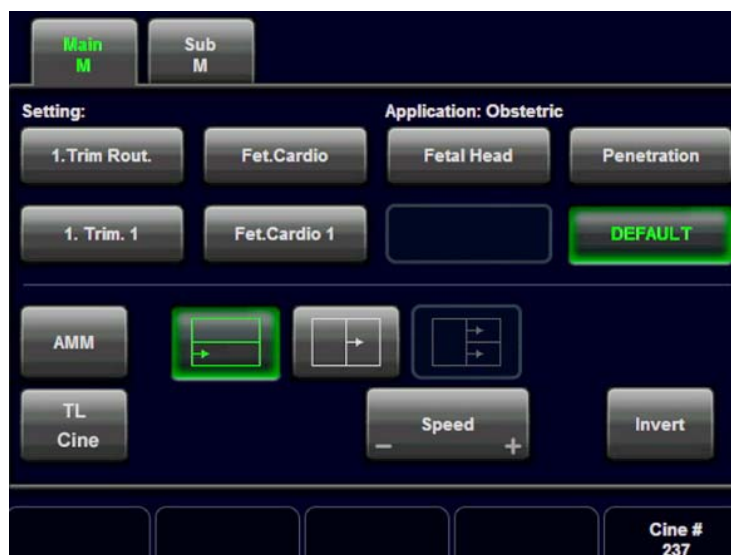 Main
M
Sub
M
Setting:
Application: Obstetric
1.Trim Rout.
Fet.Cardio
Fetal Head
Penetration
1. Trim. 1
Fet.Cardio 1
DEFAULT
AMM
TL
Cine
− Speed +
Invert
Cine #
237